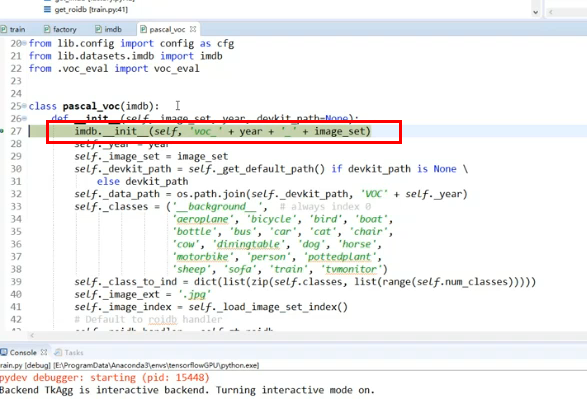 get_imdb [factory.py]
get_roidb [train.py:41]
train
factory
imdb
pascal_voc
20 from lib.config import config as cfg
21 from lib.datasets.imdb import imdb
22 from .voc_eval import voc_eval
23
24
25 class pascal_voc(imdb):
26 def __init__(self, image_set, year, devkit_path=None):
27 imdb.__init__(self, 'voc_' + year + '_' + image_set)
28 self._year = year
29 self._image_set = image_set
30 self._devkit_path = self._get_default_path() if devkit_path is None \
31 else devkit_path
32 self._data_path = os.path.join(self._devkit_path, 'VOC' + self._year)
33 self._classes = ('__background__', # always index 0
34 'aeroplane', 'bicycle', 'bird', 'boat',
35 'bottle', 'bus', 'car', 'cat', 'chair',
36 'cow', 'diningtable', 'dog', 'horse',
37 'motorbike', 'person', 'pottedplant',
38 'sheep', 'sofa', 'train', 'tvmonitor')
39 self._class_to_ind = dict(list(zip(self.classes, list(range(self.num_classes)))))
40 self._image_ext = '.jpg'
41 self._image_index = self._load_image_set_index()
42 # Default to roidb handler
43 self._roidb_handler = self.gt_roidb
Console
Tasks
rain.py [debug] [E:\ProgramData\Anaconda3\envs\tensorflowGPU\python.exe]
pydev debugger: starting (pid: 15448)
Backend TkAgg is interactive backend. Turning interactive mode on.